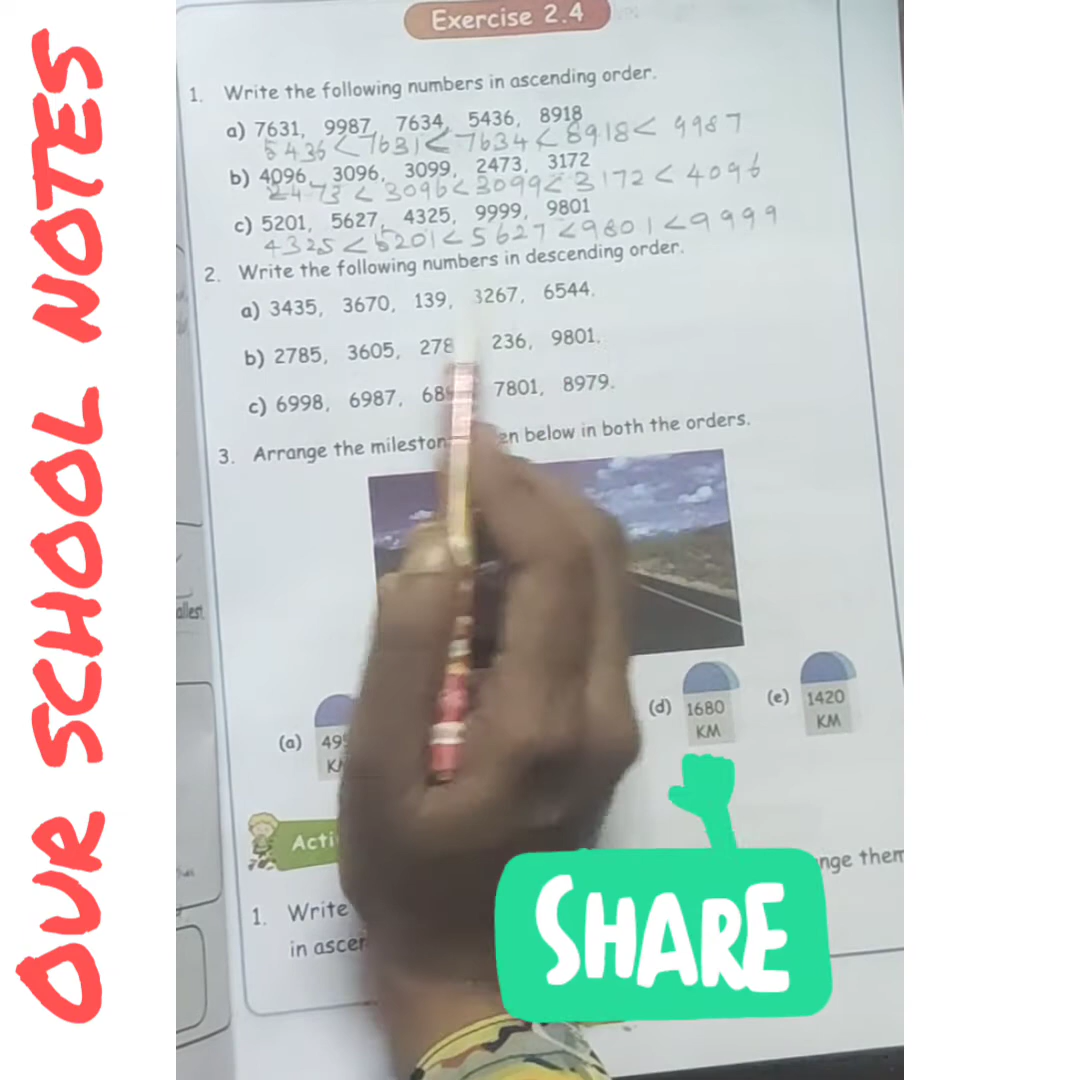 OUR SCHOOL NOTES
Exercise 2.4
1. Write the following numbers in ascending order.
a) 7631, 9987, 7634, 5436, 8918
5436 < 7631 < 7634 < 8918 < 9987
b) 4096, 3096, 3099, 2473, 3172
2473 < 3096 < 3099 < 3172 < 4096
c) 5201, 5627, 4325, 9999, 9801
4325 < 5201 < 5627 < 9801 < 9999
2. Write the following numbers in descending order.
a) 3435, 3670, 139, 3267, 6544.
b) 2785, 3605, 236, 9801.
c) 6998, 6987, 7801, 8979.
3. Arrange the below in both the orders.
(a)
(d) 1680 KM
(e) 1420 KM
them
1. Write
in
SHARE